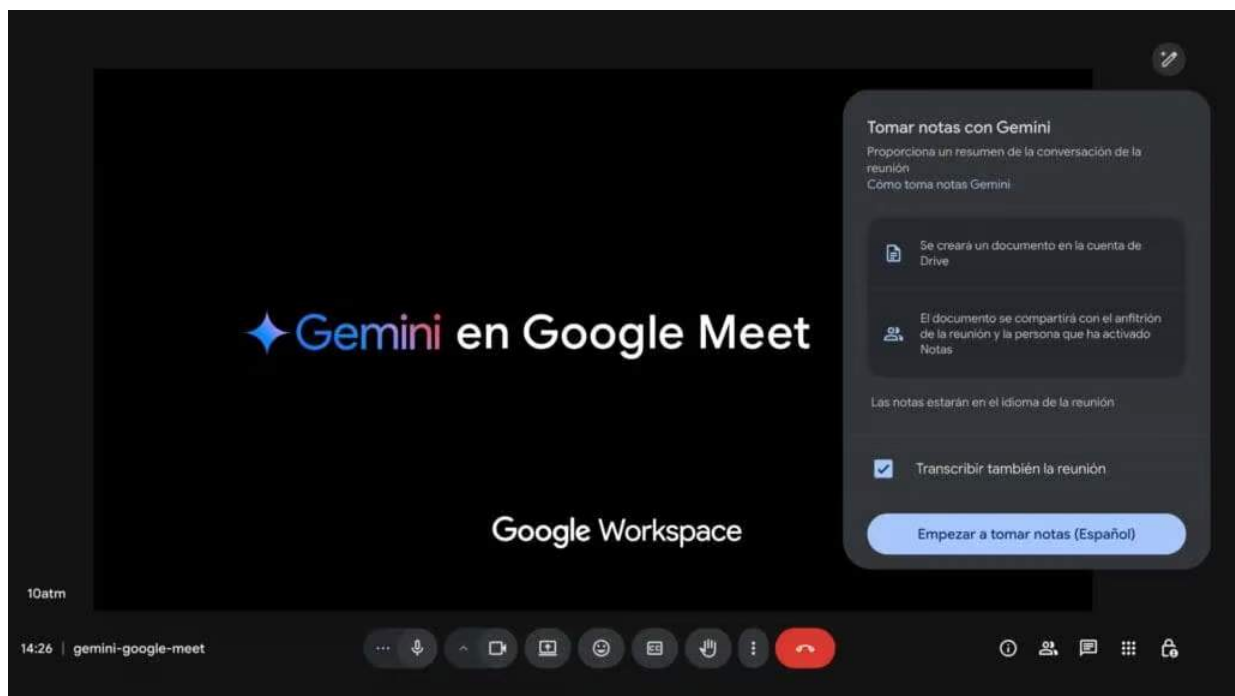 Tomar notas con Gemini
Proporciona un resumen de la conversación de la
reunión
Cómo toma notas Gemini
Se creará un documento en la cuenta de
Drive
El documento se compartirá con el anfitrión
de la reunión y la persona que ha activado
Notas
Las notas estarán en el idioma de la reunión
Transcribir también la reunión
Empezar a tomar notas (Español)
Gemini en Google Meet
Google Workspace
10atm
14:26 | gemini-google-meet
CC